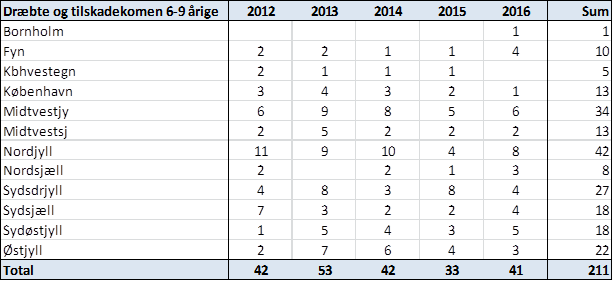 Dræbte og tilskadekomen 6-9 årige 2012 2013 2014 2015 2016 Sum
Bornholm 1 1
Fyn 2 2 1 1 4 10
Kbhvestegn 2 1 1 1 5
København 3 4 3 2 1 13
Midtvestjy 6 9 8 5 6 34
Midtvestsj 2 5 2 2 2 13
Nordjyll 11 9 10 4 8 42
Nordsjæll 2 2 1 3 8
Sydsdrjyll 4 8 3 8 4 27
Sydsjæll 7 3 2 2 4 18
Sydøstjyll 1 5 4 3 5 18
Østjyll 2 7 6 4 3 22
Total 42 53 42 33 41 211